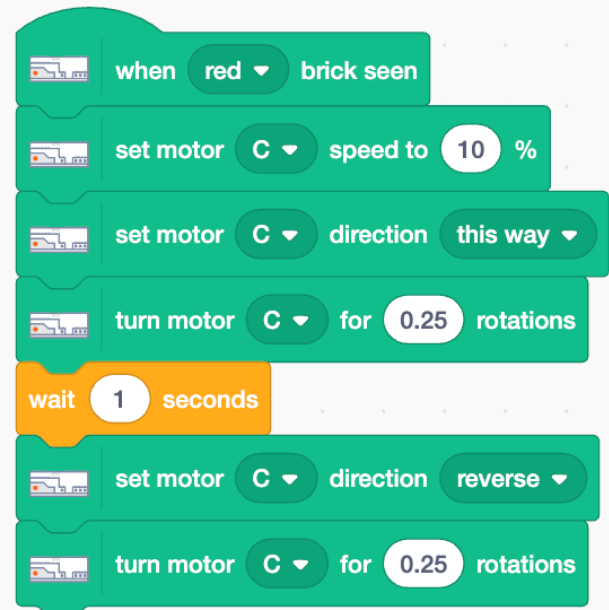 when red brick seen
set motor C speed to 10 %
set motor C direction this way
turn motor C for 0.25 rotations
wait 1 seconds
set motor C direction reverse
turn motor C for 0.25 rotations